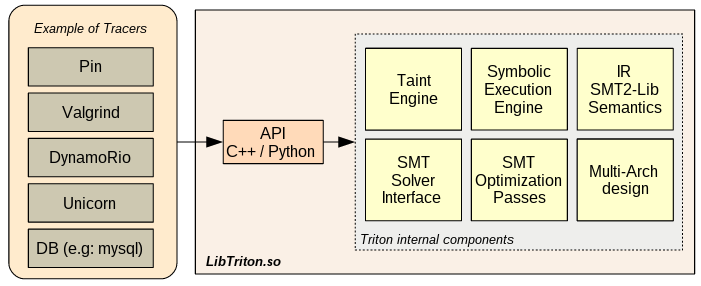 Example of Tracers
Pin
Valgrind
DynamoRio
Unicorn
DB (e.g: mysql)
API
C++ / Python
Taint
Engine
Symbolic
Execution
Engine
IR
SMT2-Lib
Semantics
SMT
Solver
Interface
SMT
Optimization
Passes
Multi-Arch
design
Triton internal components
LibTriton.so